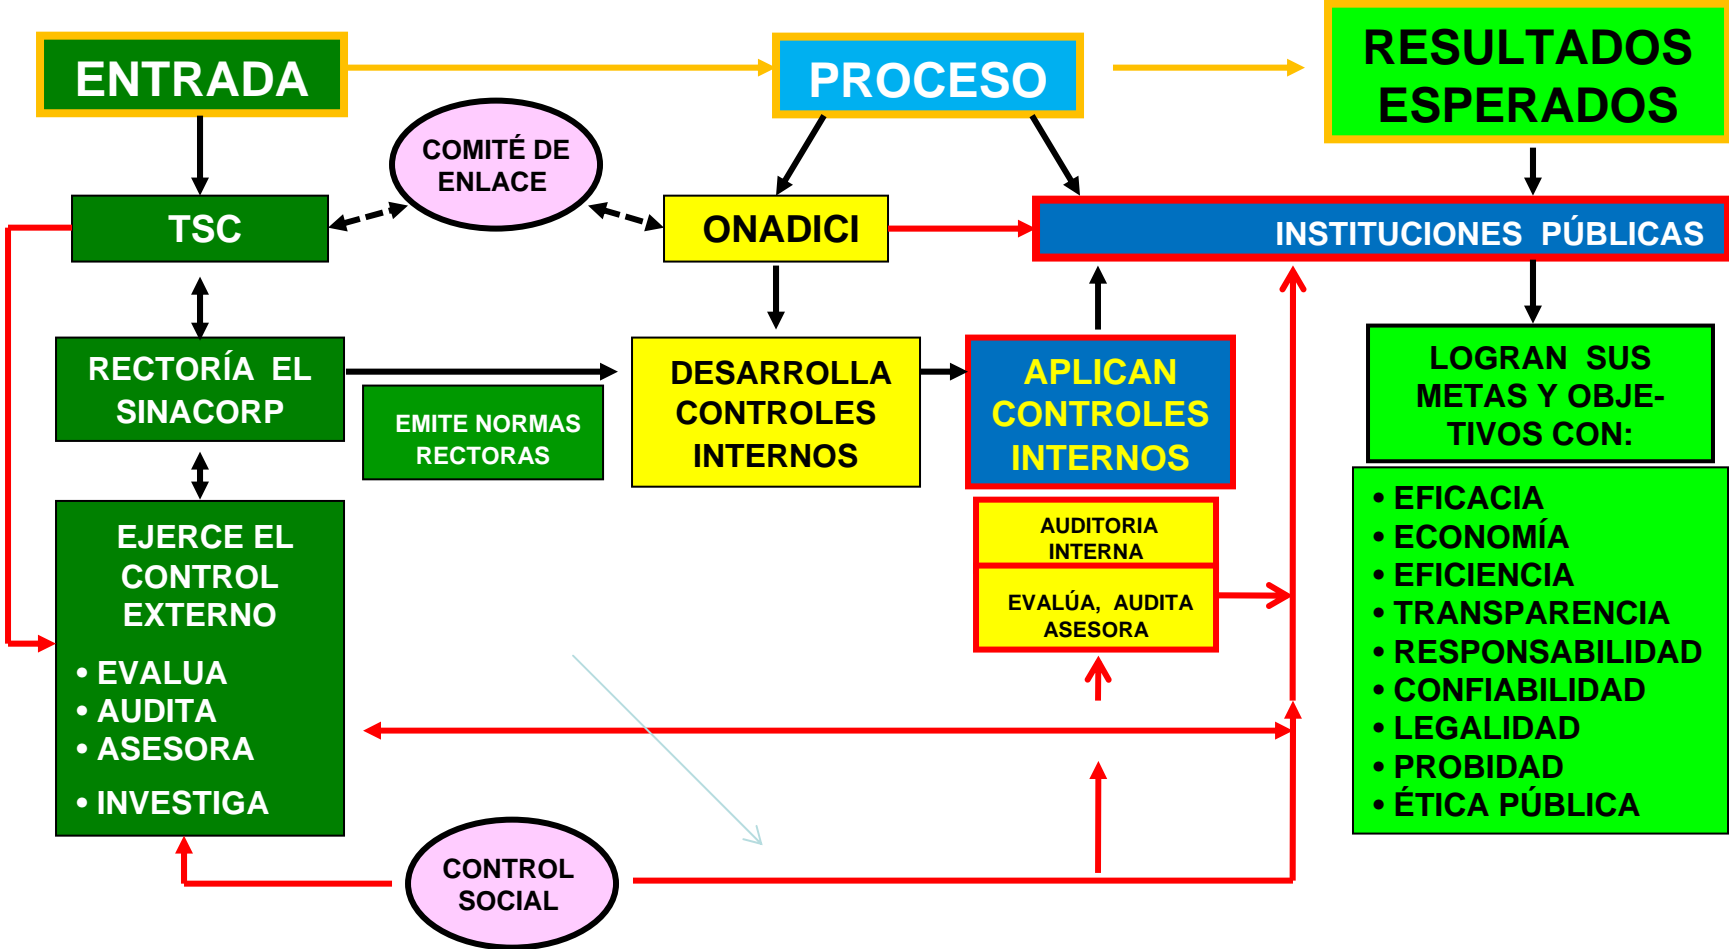 ENTRADA
PROCESO
RESULTADOS
ESPERADOS
COMITÉ DE
ENLACE
TSC
ONADICI
INSTITUCIONES PÚBLICAS
RECTORÍA EL
SINACORP
EMITE NORMAS
RECTORAS
DESARROLLA
CONTROLES
INTERNOS
APLICAN
CONTROLES
INTERNOS
LOGRAN SUS
METAS Y OBJE-
TIVOS CON:
EJERCE EL
CONTROL
EXTERNO
• EVALUA
• AUDITA
• ASESORA
• INVESTIGA
AUDITORIA
INTERNA
EVALÚA, AUDITA
ASESORA
• EFICACIA
• ECONOMÍA
• EFICIENCIA
• TRANSPARENCIA
• RESPONSABILIDAD
• CONFIABILIDAD
• LEGALIDAD
• PROBIDAD
• ÉTICA PÚBLICA
CONTROL
SOCIAL